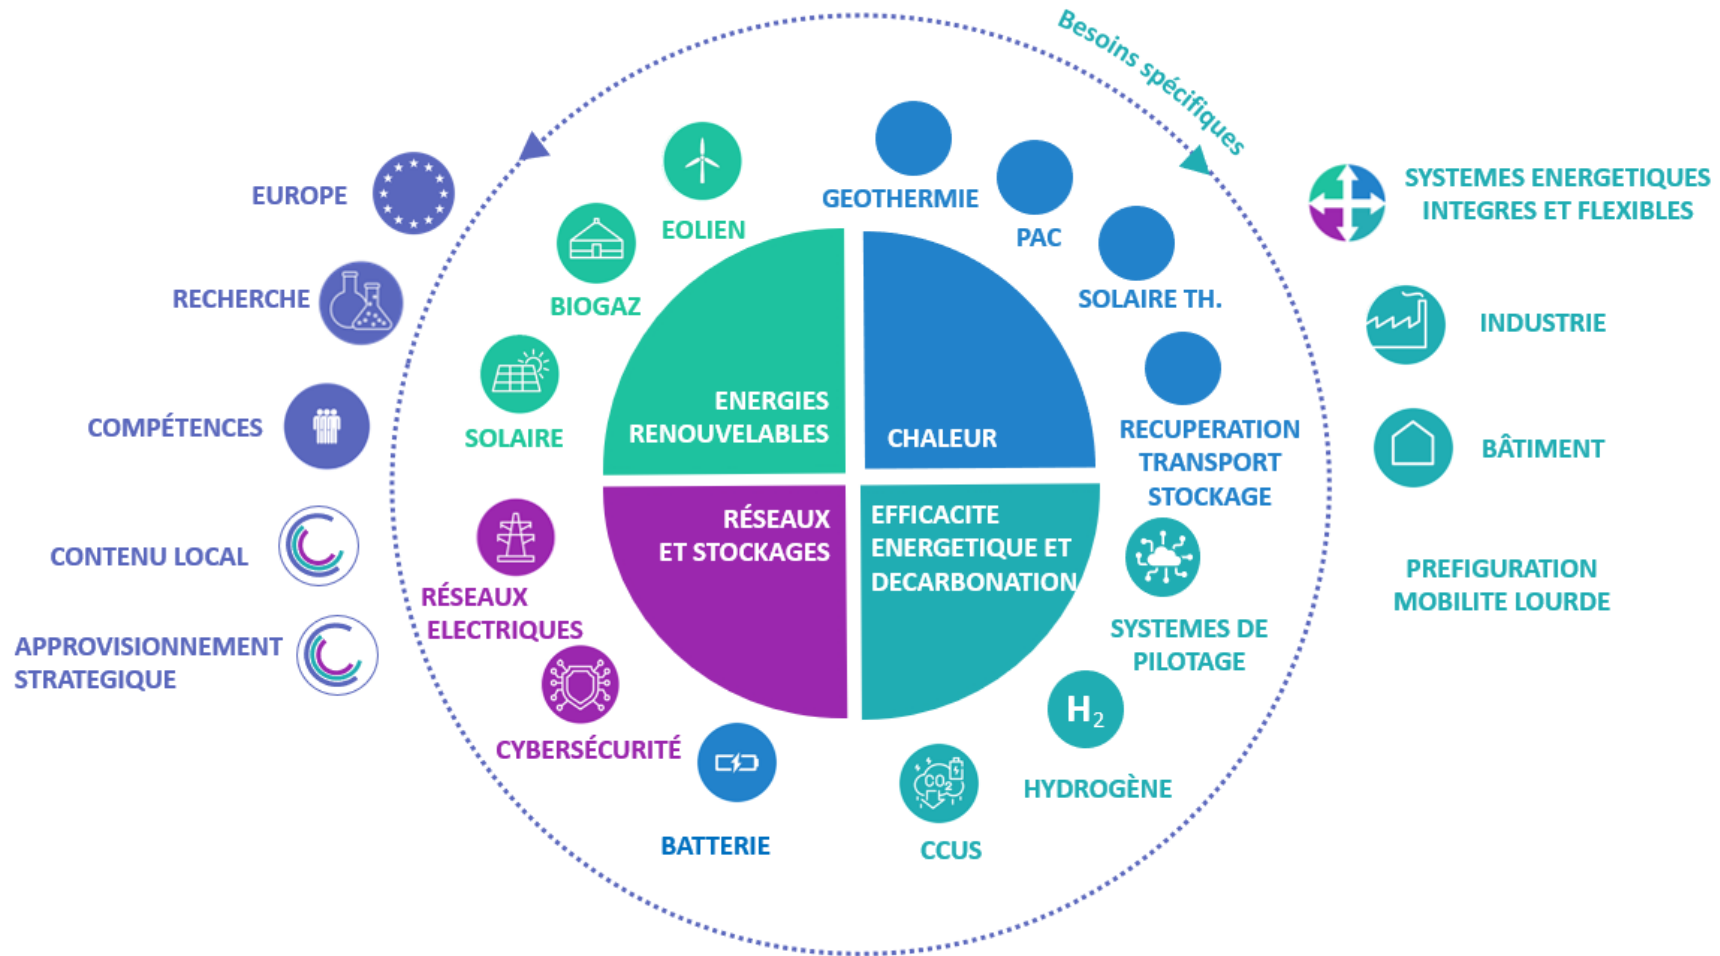 Besoins spécifiques
EUROPE
RECHERCHE
COMPÉTENCES
CONTENU LOCAL
APPROVISIONNEMENT
STRATEGIQUE
EOLIEN
BIOGAZ
SOLAIRE
ENERGIES
RENOUVELABLES
GEOTHERMIE
PAC
SOLAIRE TH.
RECUPERATION
TRANSPORT
STOCKAGE
CHALEUR
RÉSEAUX
ET STOCKAGES
RÉSEAUX
ELECTRIQUES
CYBERSÉCURITÉ
BATTERIE
EFFICACITE
ENERGETIQUE ET
DECARBONATION
SYSTEMES DE
PILOTAGE
H2
HYDROGÈNE
CO2
CCUS
SYSTEMES ENERGETIQUES
INTEGRES ET FLEXIBLES
INDUSTRIE
BÂTIMENT
PREFIGURATION
MOBILITE LOURDE